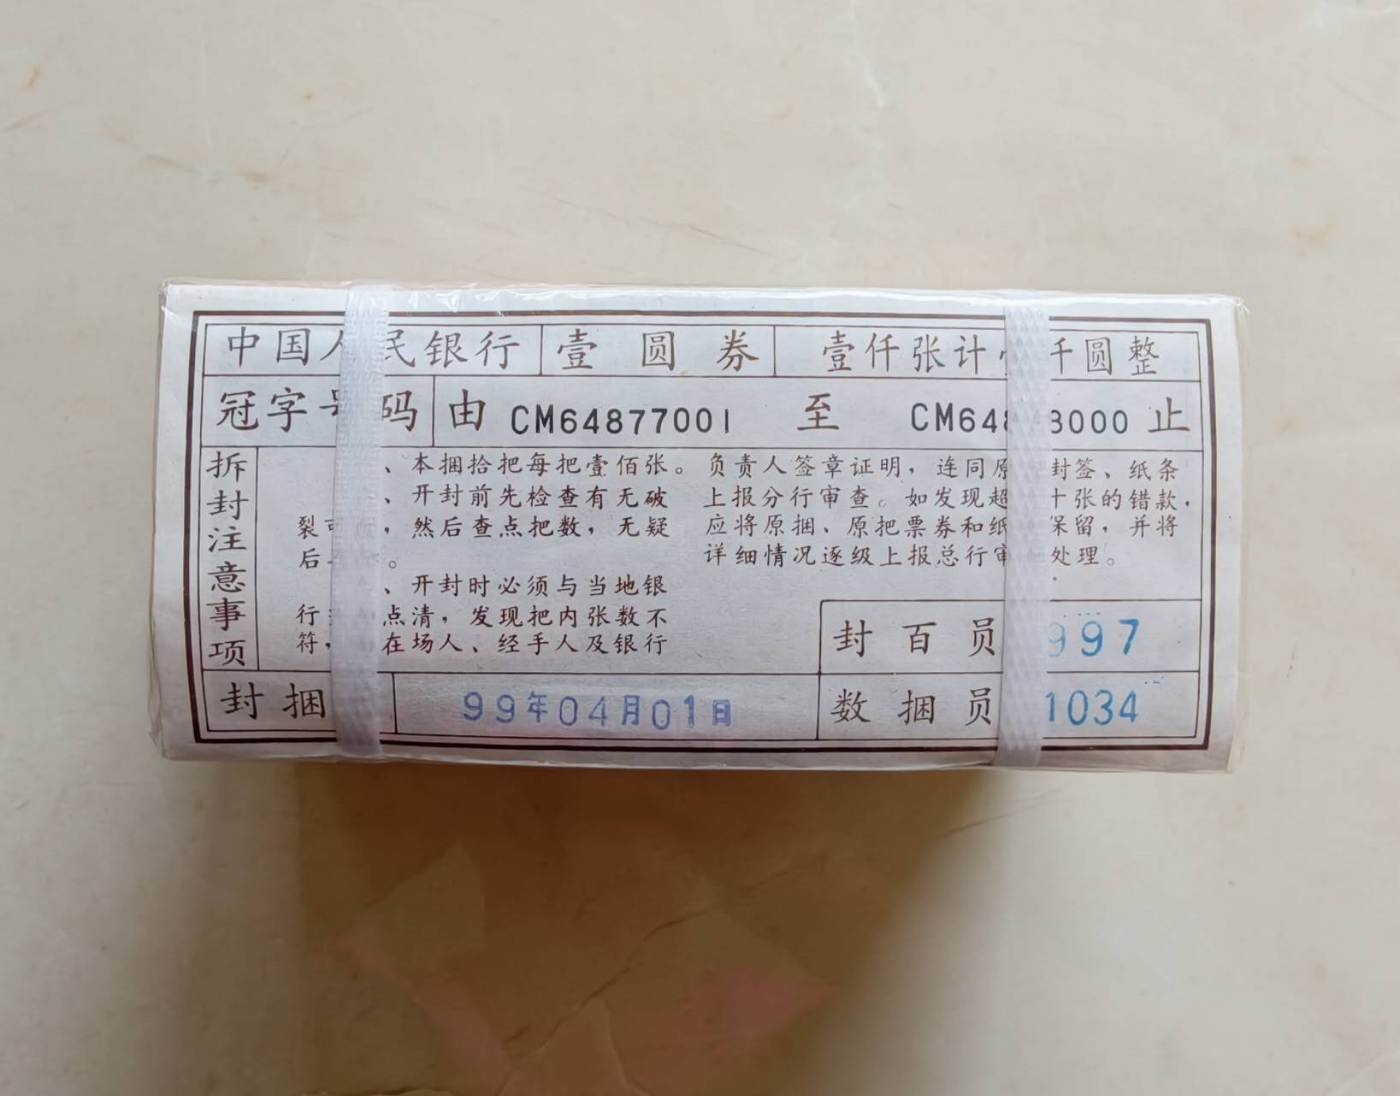 中国人民银行 壹圆券 壹仟张计 仟圆整
冠字号码 由 CM64877001 至 CM648 8000 止
拆封注意事项
、本捆拾把每把壹佰张。
、开封前先检查有无破
裂 ，然后查点把数，无疑
后 。
、开封时必须与当地银
行 点清，发现把内张数不
符， 在场人、经手人及银行
负责人签章证明，连同原 封签、纸条
上报分行审查。如发现超 十张的错款，
应将原捆、原把票券和纸 保留，并将
详细情况逐级上报总行审 处理。
封百员 997
封捆 99年04月01日 数捆员 1034